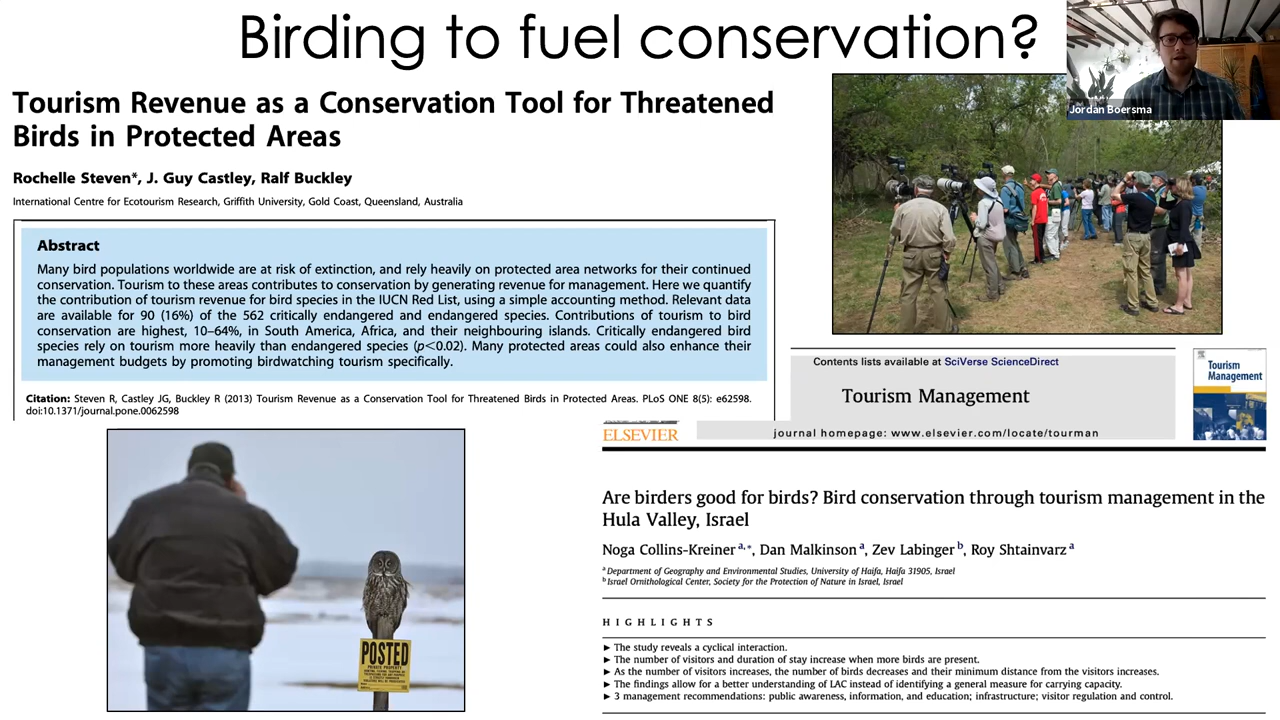 Birding to fuel conservation?
Jordan Boersma
Tourism Revenue as a Conservation Tool for Threatened
Birds in Protected Areas
Rochelle Steven*, J. Guy Castley, Ralf Buckley
International Centre for Ecotourism Research, Griffith University, Gold Coast, Queensland, Australia
Abstract
Many bird populations worldwide are at risk of extinction, and rely heavily on protected area networks for their continued
conservation. Tourism to these areas contributes to conservation by generating revenue for management. Here we quantify
the contribution of tourism revenue for bird species in the IUCN Red List, using a simple accounting method. Relevant data
are available for 90 (16%) of the 562 critically endangered and endangered species. Contributions of tourism to bird
conservation are highest, 10–64%, in South America, Africa, and their neighbouring islands. Critically endangered bird
species rely on tourism more heavily than endangered species (p<0.02). Many protected areas could also enhance their
management budgets by promoting birdwatching tourism specifically.
Citation: Steven R, Castley JG, Buckley R (2013) Tourism Revenue as a Conservation Tool for Threatened Birds in Protected Areas. PLoS ONE 8(5): e62598.
doi:10.1371/journal.pone.0062598
Contents lists available at SciVerse ScienceDirect
Tourism Management
journal homepage: www.elsevier.com/locate/tourman
ELSEVIER
Tourism
Management
Are birders good for birds? Bird conservation through tourism management in the
Hula Valley, Israel
Noga Collins-Kreiner a,*, Dan Malkinson a, Zev Labinger b, Roy Shtainvarz a
a Department of Geography and Environmental Studies, University of Haifa, Haifa 31905, Israel
b Israel Ornithological Center, Society for the Protection of Nature in Israel, Israel
HIGHLIGHTS
► The study reveals a cyclical interaction.
► The number of visitors and duration of stay increase when more birds are present.
► As the number of visitors increases, the number of birds decreases and their minimum distance from the visitors increases.
► The findings allow for a better understanding of LAC instead of identifying a general measure for carrying capacity.
► 3 management recommendations: public awareness, information, and education; infrastructure; visitor regulation and control.
POSTED
PRIVATE PROPERTY